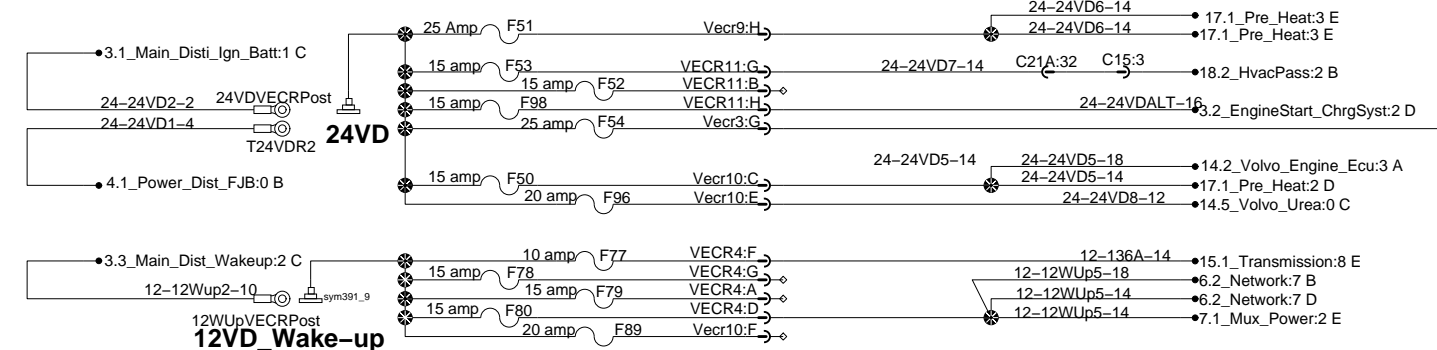 24-24VD6-14
25 Amp F51 Vecr9:H 24-24VD6-14 17.1_Pre_Heat:3 E
17.1_Pre_Heat:3 E
3.1_Main_Disti_Ign_Batt:1 C
15 amp F53 VECR11:G 24-24VD7-14 C21A:32 C15:3 18.2_HvacPass:2 B
15 amp F52 VECR11:B
24-24VD2-2 24VDVECRPost 15 amp F98 VECR11:H 24-24VDALT-16 3.2_EngineStart_ChrgSyst:2 D
24-24VD1-4 T24VDR2 24VD 25 amp F54 Vecr3:G
24-24VD5-14 24-24VD5-18 14.2_Volvo_Engine_Ecu:3 A
4.1_Power_Dist_FJB:0 B 15 amp F50 Vecr10:C 24-24VD5-14 17.1_Pre_Heat:2 D
20 amp F96 Vecr10:E 24-24VD8-12 14.5_Volvo_Urea:0 C
3.3_Main_Dist_Wakeup:2 C 10 amp F77 VECR4:F 12-136A-14 15.1_Transmission:8 E
15 amp F78 VECR4:G 12-12WUp5-18 6.2_Network:7 B
12-12Wup2-10 sym391_9 15 amp F79 VECR4:A 12-12WUp5-14 6.2_Network:7 D
12WUpVECRPost 15 amp F80 VECR4:D 12-12WUp5-14 7.1_Mux_Power:2 E
12VD_Wake-up 20 amp F89 Vecr10:F